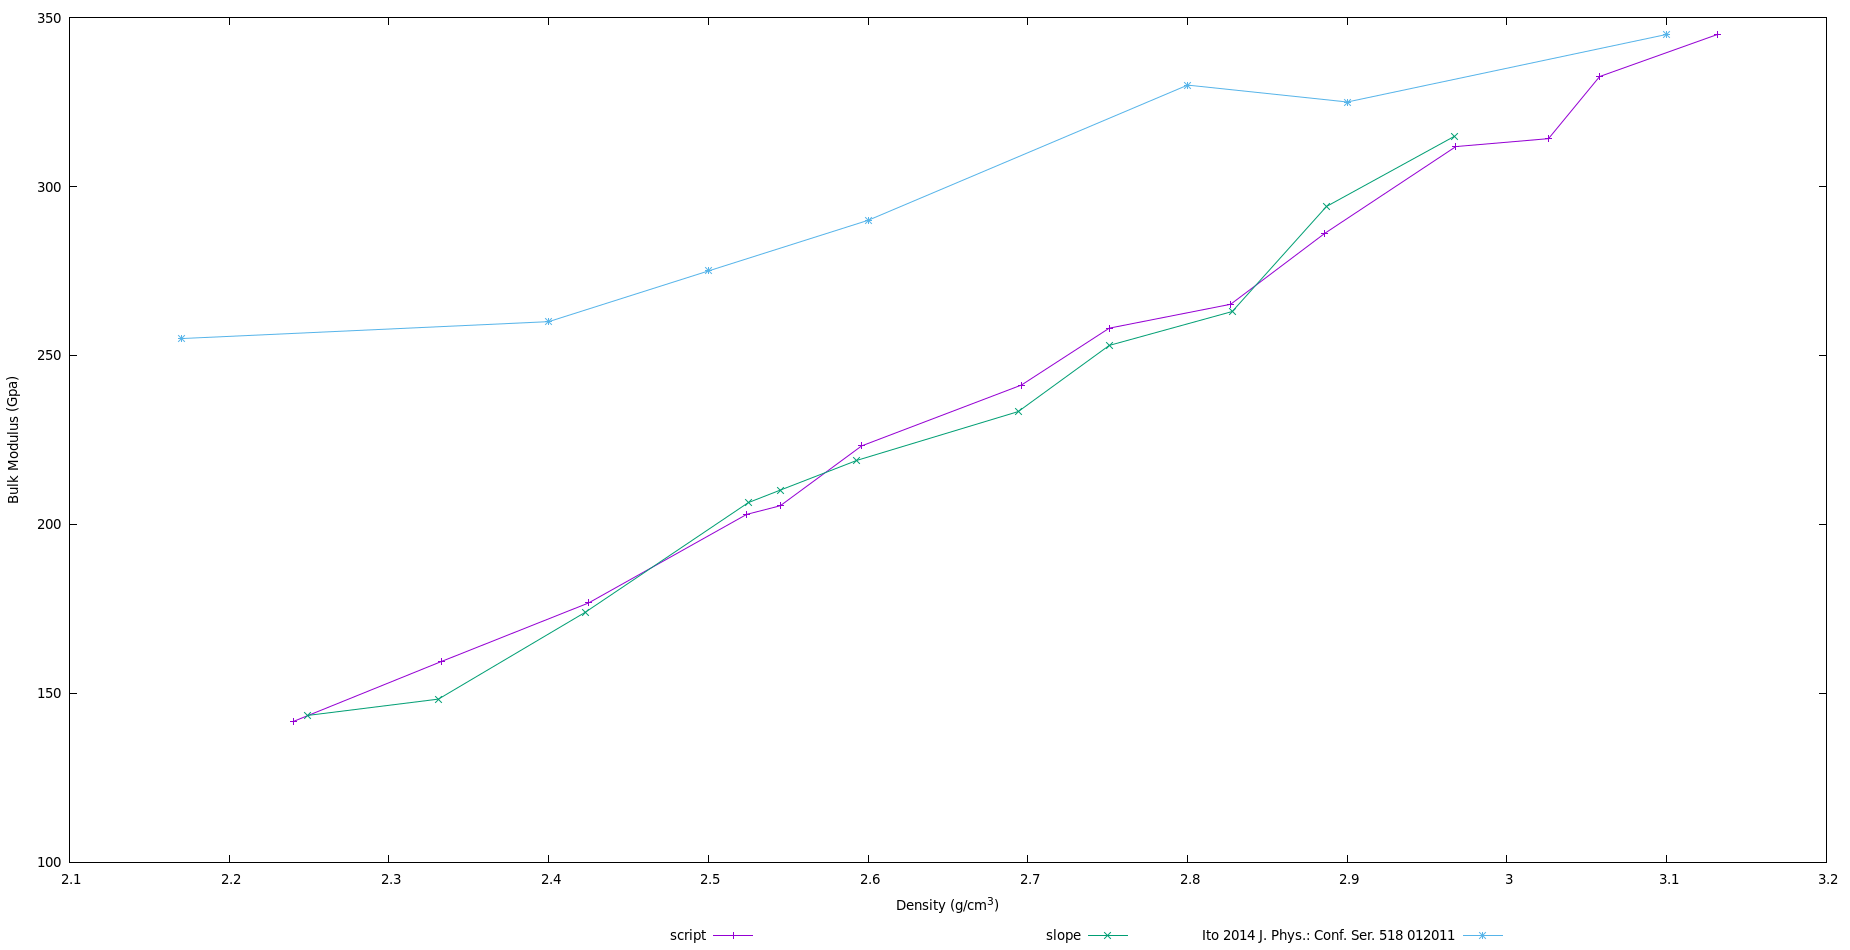 350
300
250
200
150
100
Bulk Modulus (Gpa)
2.1 2.2 2.3 2.4 2.5 2.6 2.7 2.8 2.9 3 3.1 3.2
Density (g/cm³)
script slope Ito 2014 J. Phys.: Conf. Ser. 518 012011